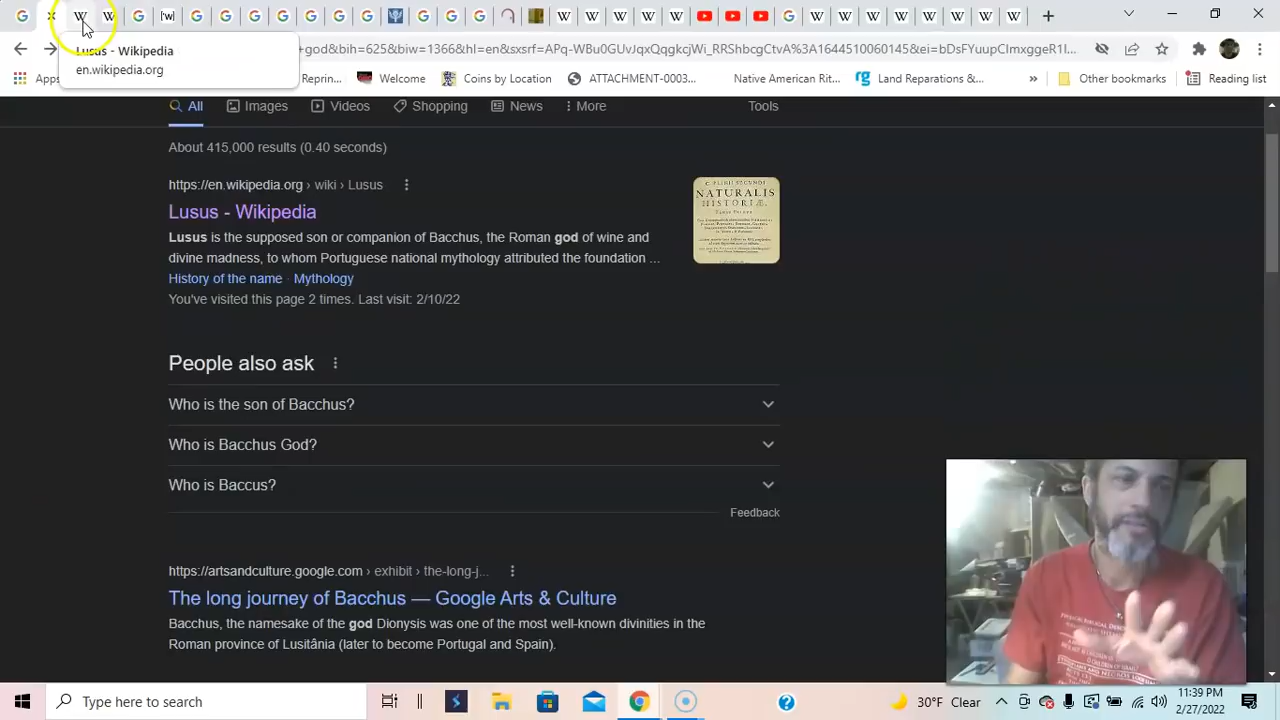 Lusus - Wikipedia
en.wikipedia.org
+god&bih=625&biw=1366&hl=en&sxsrf=APq-WBu0GUvJqxQqgkcjWi_RRShbcgCtvA%3A1644510060145&ei=bDsFYuupCImxggeR1I...
Apps
Reprin...
Welcome
Coins by Location
ATTACHMENT-0003...
Native American Rit...
Land Reparations &...
»
Other bookmarks
Reading list
All
Images
Videos
Shopping
News
More
Tools
About 415,000 results (0.40 seconds)
https://en.wikipedia.org › wiki › Lusus
Lusus - Wikipedia
Lusus is the supposed son or companion of Bacchus, the Roman god of wine and
divine madness, to whom Portuguese national mythology attributed the foundation ...
History of the name · Mythology
You've visited this page 2 times. Last visit: 2/10/22
NATURALIS
HISTORIÆ,
People also ask
Who is the son of Bacchus?
Who is Bacchus God?
Who is Baccus?
Feedback
https://artsandculture.google.com › exhibit › the-long-j...
The long journey of Bacchus — Google Arts & Culture
Bacchus, the namesake of the god Dionysis was one of the most well-known divinities in the
Roman province of Lusitânia (later to become Portugal and Spain).
Type here to search
30°F Clear
11:39 PM
2/27/2022